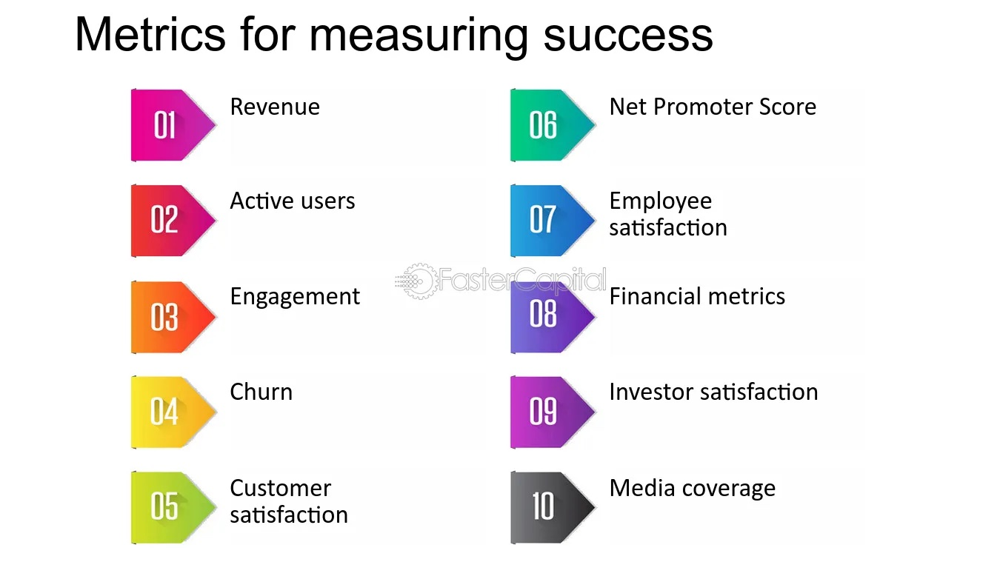 Metrics for measuring success
01
Revenue
02
Active users
03
Engagement
04
Churn
05
Customer
satisfaction
06
Net Promoter Score
07
Employee
satisfaction
FasterCapital
08
Financial metrics
09
Investor satisfaction
10
Media coverage